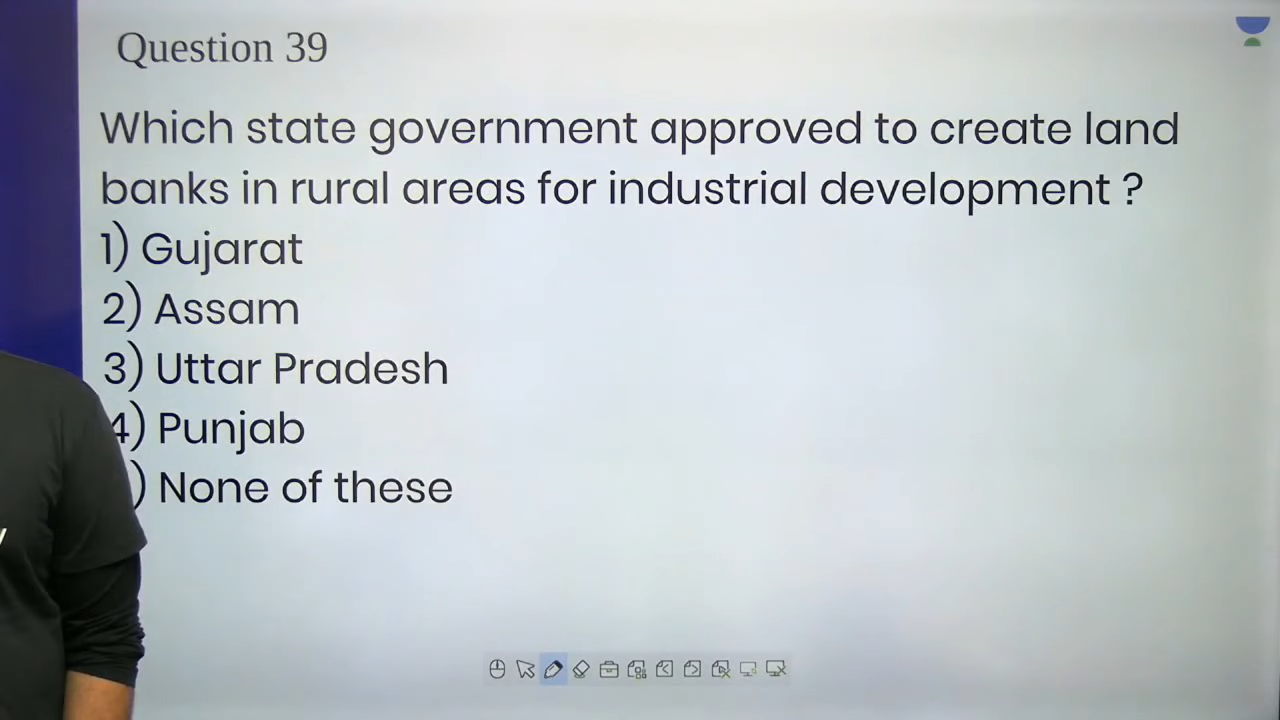 Question 39
Which state government approved to create land
banks in rural areas for industrial development ?
1) Gujarat
2) Assam
3) Uttar Pradesh
4) Punjab
) None of these